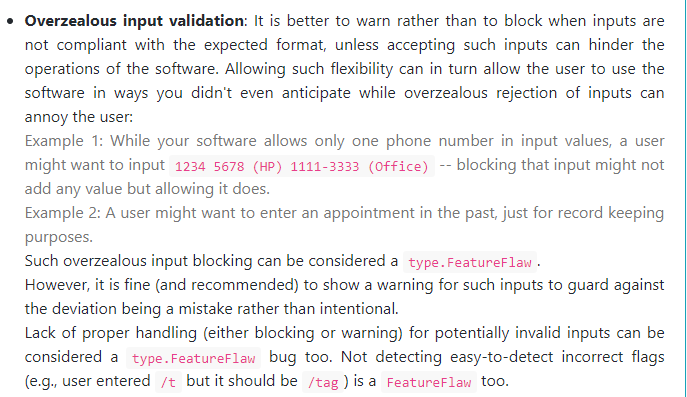 • Overzealous input validation: It is better to warn rather than to block when inputs are
not compliant with the expected format, unless accepting such inputs can hinder the
operations of the software. Allowing such flexibility can in turn allow the user to use the
software in ways you didn't even anticipate while overzealous rejection of inputs can
annoy the user:
Example 1: While your software allows only one phone number in input values, a user
might want to input 1234 5678 (HP) 1111-3333 (Office) -- blocking that input might not
add any value but allowing it does.
Example 2: A user might want to enter an appointment in the past, just for record keeping
purposes.
Such overzealous input blocking can be considered a type.FeatureFlaw.
However, it is fine (and recommended) to show a warning for such inputs to guard against
the deviation being a mistake rather than intentional.
Lack of proper handling (either blocking or warning) for potentially invalid inputs can be
considered a type.FeatureFlaw bug too. Not detecting easy-to-detect incorrect flags
(e.g., user entered /t but it should be /tag) is a FeatureFlaw too.